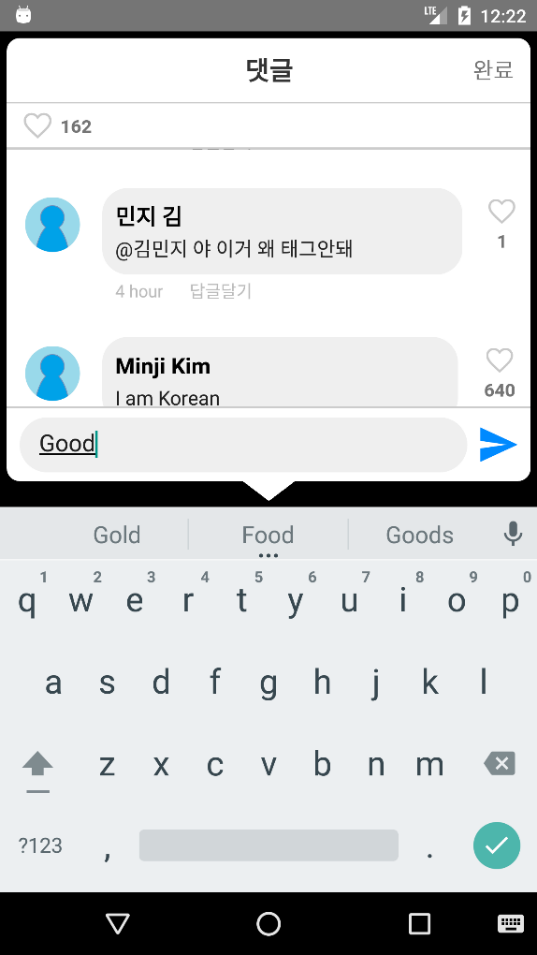 LTE 12:22
댓글 완료
162
민지 김
@김민지 야 이거 왜 태그안돼
1
4 hour 답글달기
Minji Kim
I am Korean
640
Good
Gold Food Goods
1 2 3 4 5 6 7 8 9 0
q w e r t y u i o p
a s d f g h j k l
z x c v b n m
?123 , .